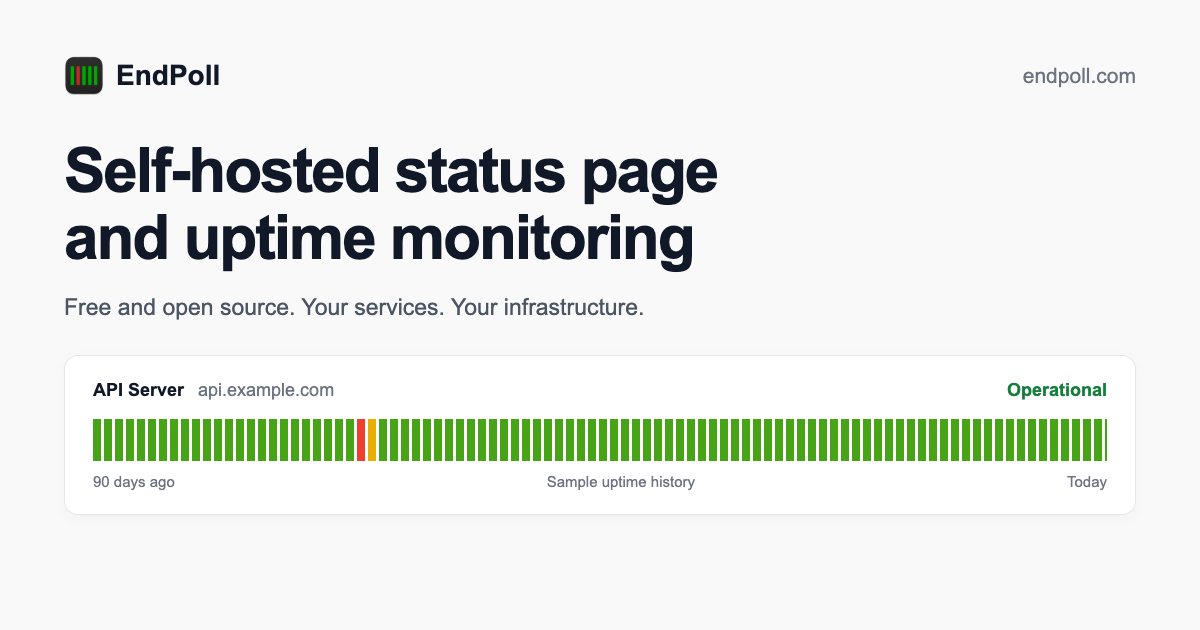 EndPoll
endpoll.com
Self-hosted status page
and uptime monitoring
Free and open source. Your services. Your infrastructure.
API Server api.example.com Operational
90 days ago Sample uptime history Today